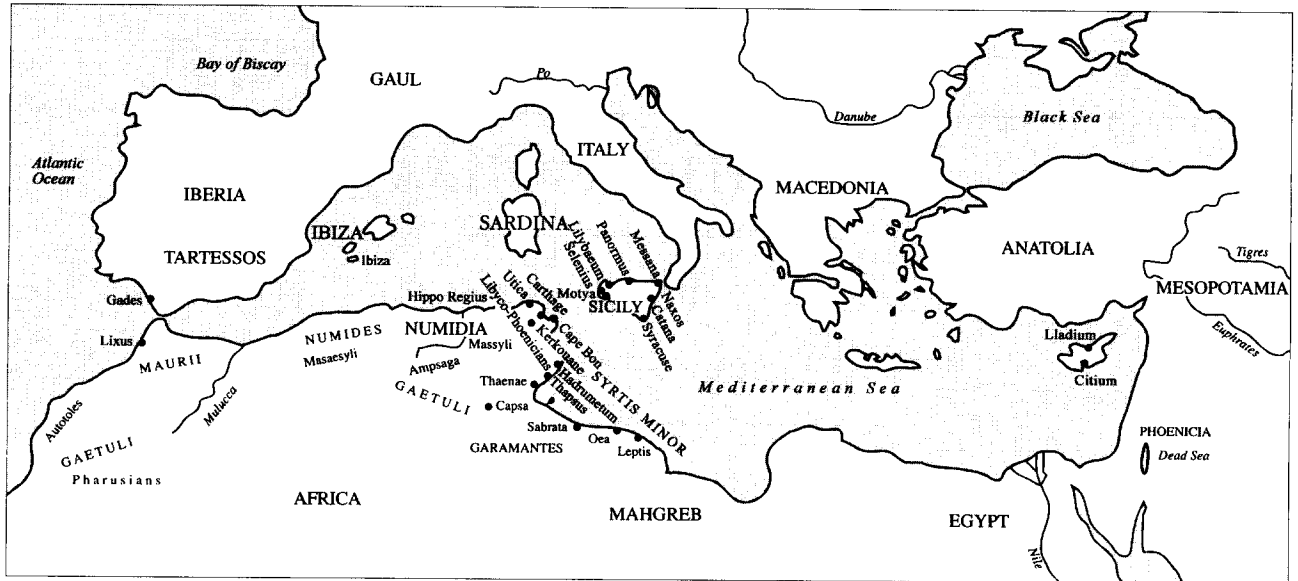 Bay of Biscay
GAUL
Po
Danube
Black Sea
Atlantic
Ocean
ITALY
IBERIA
MACEDONIA
SARDINA
IBIZA
Ibiza
TARTESSOS
ANATOLIA
Tigres
MESOPOTAMIA
Euphrates
Messana
Panormus
Lilybaeum
Selenius
Motya
SICILY
Naxos
Catana
Syracuse
Gades
Lixus
Hippo Regius
Utica
Carthage
Cape Bon
Kerkouane
Libyco-Phoenicians
NUMIDES
NUMIDIA
Massyli
Masaesyli
MAURII
Ampsaga
Mulucca
GAETULI
Lladium
Citium
Mediterranean Sea
Thaenae
Hadrumetum
Thapsus
SYRTIS MINOR
Capsa
Autotoles
GAETULI
Pharusians
Sabrata
Oea
Leptis
GARAMANTES
PHOENICIA
Dead Sea
AFRICA
MAHGREB
EGYPT
Nile